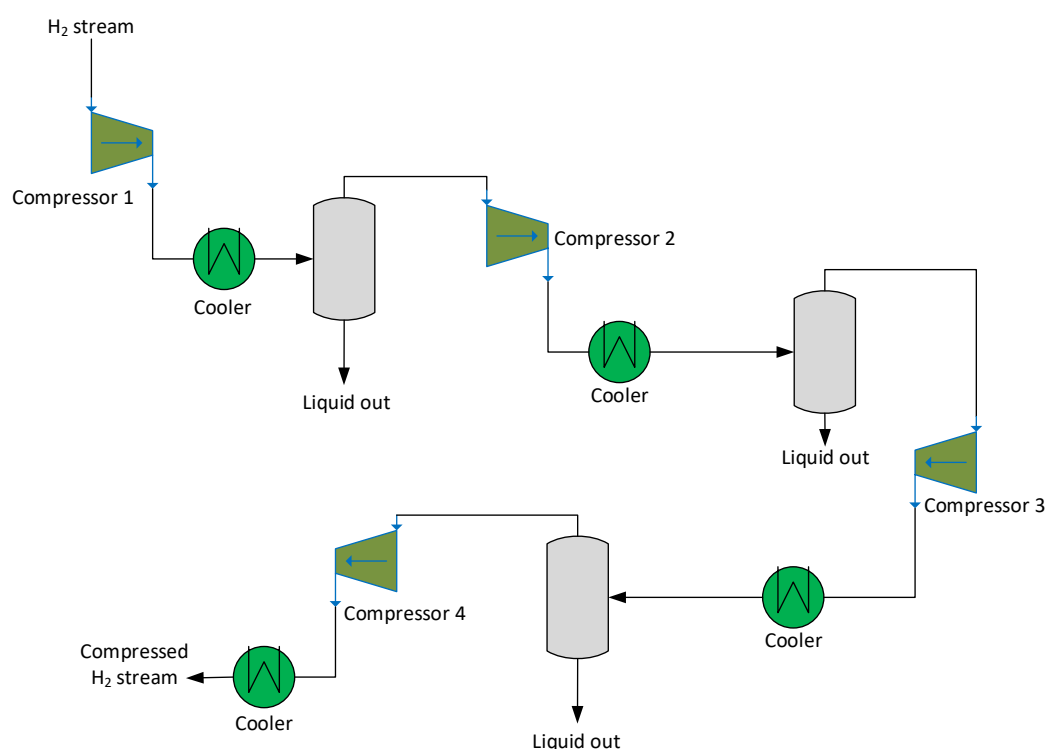 H₂ stream
Compressor 1
Cooler
Liquid out
Compressor 2
Cooler
Liquid out
Compressor 3
Cooler
Liquid out
Compressor 4
Cooler
Compressed
H₂ stream